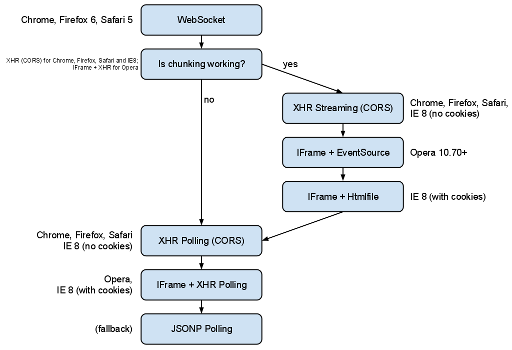 Chrome, Firefox 6, Safari 5
WebSocket
XHR (CORS) for Chrome, Firefox, Safari and IE8;
IFrame + XHR for Opera
Is chunking working?
yes
no
XHR Streaming (CORS)
Chrome, Firefox, Safari,
IE 8 (no cookies)
IFrame + EventSource
Opera 10.70+
IFrame + Htmlfile
IE 8 (with cookies)
Chrome, Firefox, Safari
IE 8 (no cookies)
XHR Polling (CORS)
Opera,
IE 8 (with cookies)
IFrame + XHR Polling
(fallback)
JSONP Polling